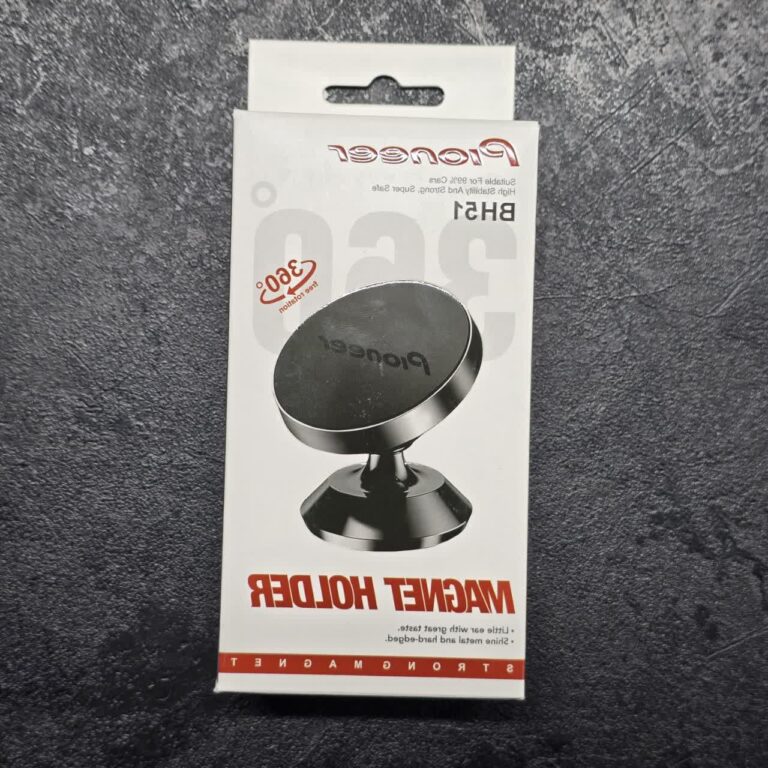 Pioneer
Suitable For 99% Cars
High Stability And Strong, Super Safe
BH51
360°
360°
free rotation
Pioneer
MAGNET HOLDER
• Little ear with great taste.
• Shine metal and hard-edged.
STRONGMAGNET